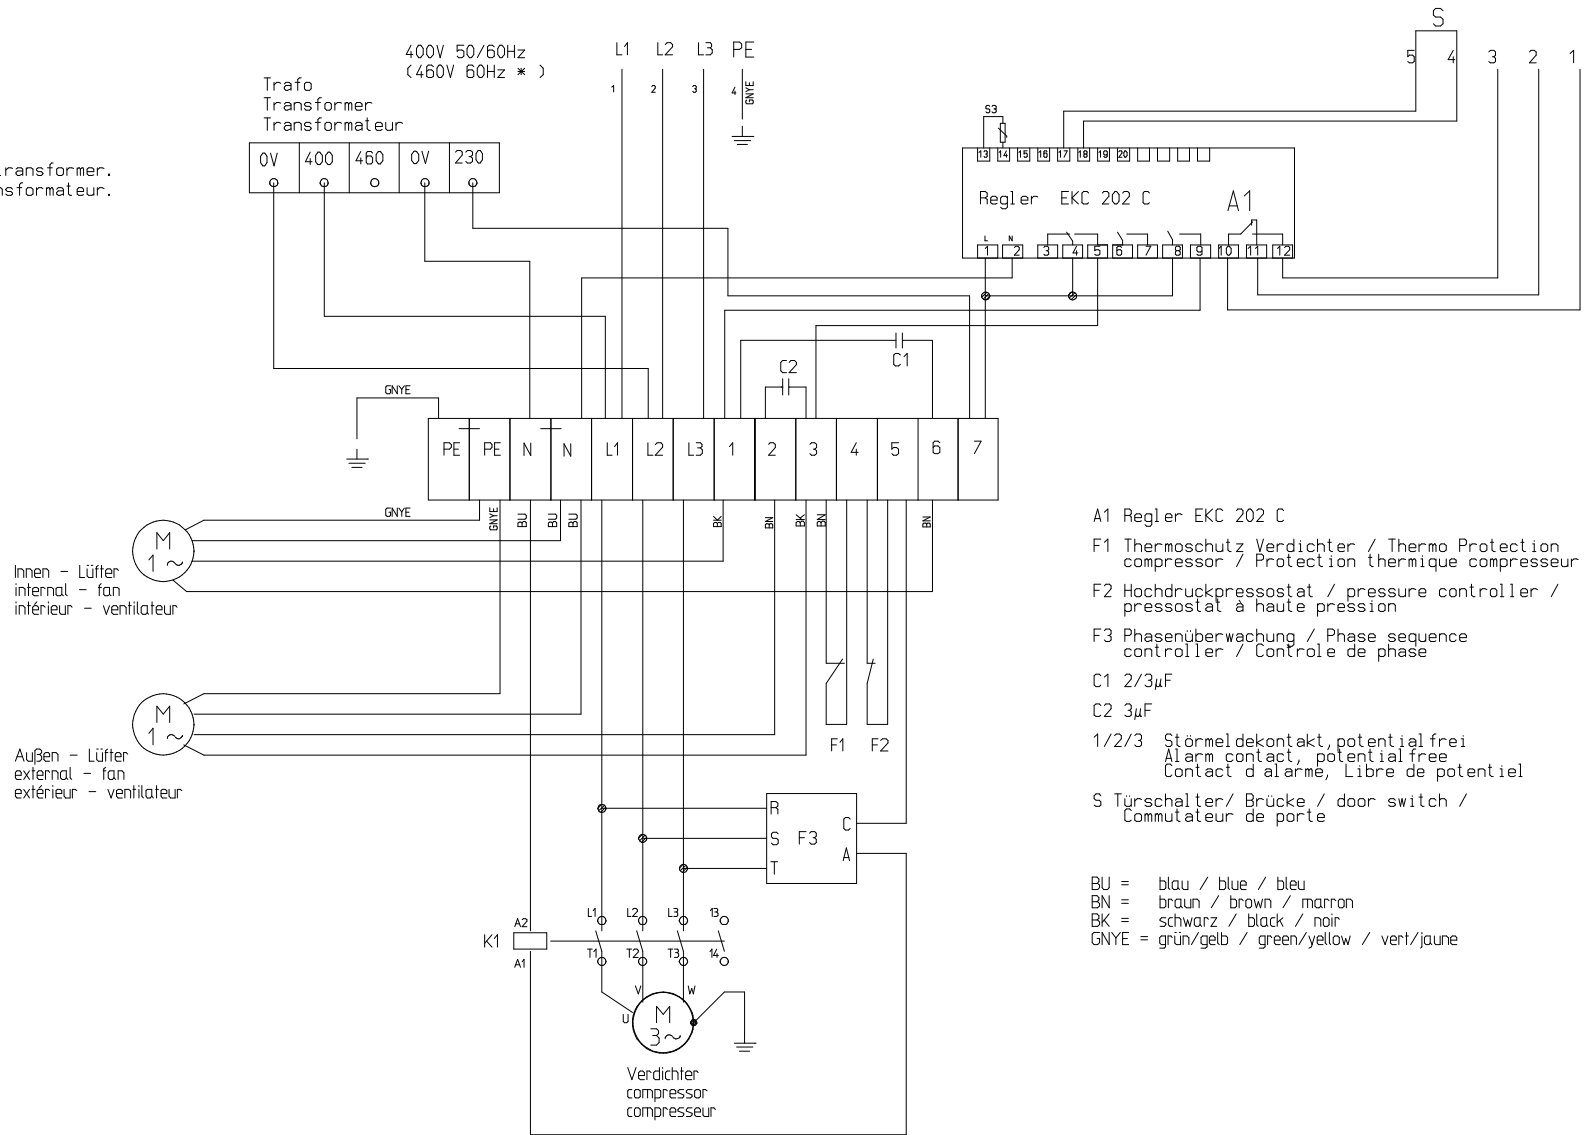 400V 50/60Hz
(460V 60Hz * )
L1 L2 L3 PE
1 2 3 4 GNYE
Trafo
Transformer
Transformateur
0V 400 460 0V 230
ransformer.
nsformateur.
S
5 4 3 2 1
S3
13 14 15 16 17 18 19 20
Regler EKC 202 C A1
L N
1 2 3 4 5 6 7 8 9 10 11 12
C1
C2
GNYE
PE PE N N L1 L2 L3 1 2 3 4 5 6 7
GNYE GNYE BU BU BU BK BN BK BN BN
M
1 ~
Innen - Lüfter
internal - fan
intérieur - ventilateur
M
1 ~
Außen - Lüfter
external - fan
extérieur - ventilateur
F1 F2
R
S F3 C
T A
A2 L1 L2 L3 13
K1
A1 T1 T2 T3 14
U V W
M
3~
Verdichter
compressor
compresseur
A1 Regler EKC 202 C
F1 Thermoschutz Verdichter / Thermo Protection
compressor / Protection thermique compresseur
F2 Hochdruckpressostat / pressure controller /
pressostat à haute pression
F3 Phasenüberwachung / Phase sequence
controller / Controle de phase
C1 2/3µF
C2 3µF
1/2/3 Störmeldekontakt, potentialfrei
Alarm contact, potentialfree
Contact d alarme, Libre de potentiel
S Türschalter/ Brücke / door switch /
Commutateur de porte
BU = blau / blue / bleu
BN = braun / brown / marron
BK = schwarz / black / noir
GNYE = grün/gelb / green/yellow / vert/jaune